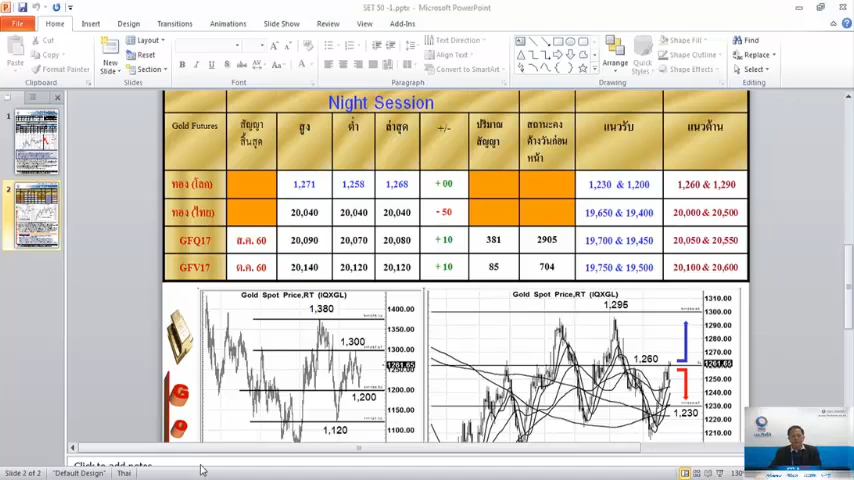 SET 50 -1.pptx - Microsoft PowerPoint
File Home Insert Design Transitions Animations Slide Show Review View Add-Ins
Cut
Copy
Format Painter
Paste
Clipboard
New Slide
Layout
Reset
Section
Slides
Font
Text Direction
Align Text
Convert to SmartArt
Paragraph
Arrange
Quick Styles
Shape Fill
Shape Outline
Shape Effects
Drawing
Find
Replace
Select
Editing
1
2
Night Session
Gold Futures สัญญาสิ้นสุด สูง ต่ำ ล่าสุด +/- ปริมาณสัญญา สถานะคงค้างวันก่อนหน้า แนวรับ แนวต้าน
ทอง (โลก) 1,271 1,258 1,268 + 00 1,230 & 1,200 1,260 & 1,290
ทอง (ไทย) 20,040 20,040 20,040 - 50 19,650 & 19,400 20,000 & 20,500
GFQ17 ส.ค. 60 20,090 20,070 20,080 + 10 381 2905 19,700 & 19,450 20,050 & 20,550
GFV17 ต.ค. 60 20,140 20,120 20,120 + 10 85 704 19,750 & 19,500 20,100 & 20,600
Gold Spot Price,RT (IQXGL)
1,380
1,300
1,200
1,120
1400.00
1350.00
1300.00
1250.00
1200.00
1150.00
1100.00
G
Gold Spot Price,RT (IQXGL)
1,295
1,260
1,230
1310.00
1300.00
1290.00
1280.00
1270.00
1250.00
1240.00
1230.00
1220.00
1210.00
Click to add notes
Slide 2 of 2 "Default Design" Thai